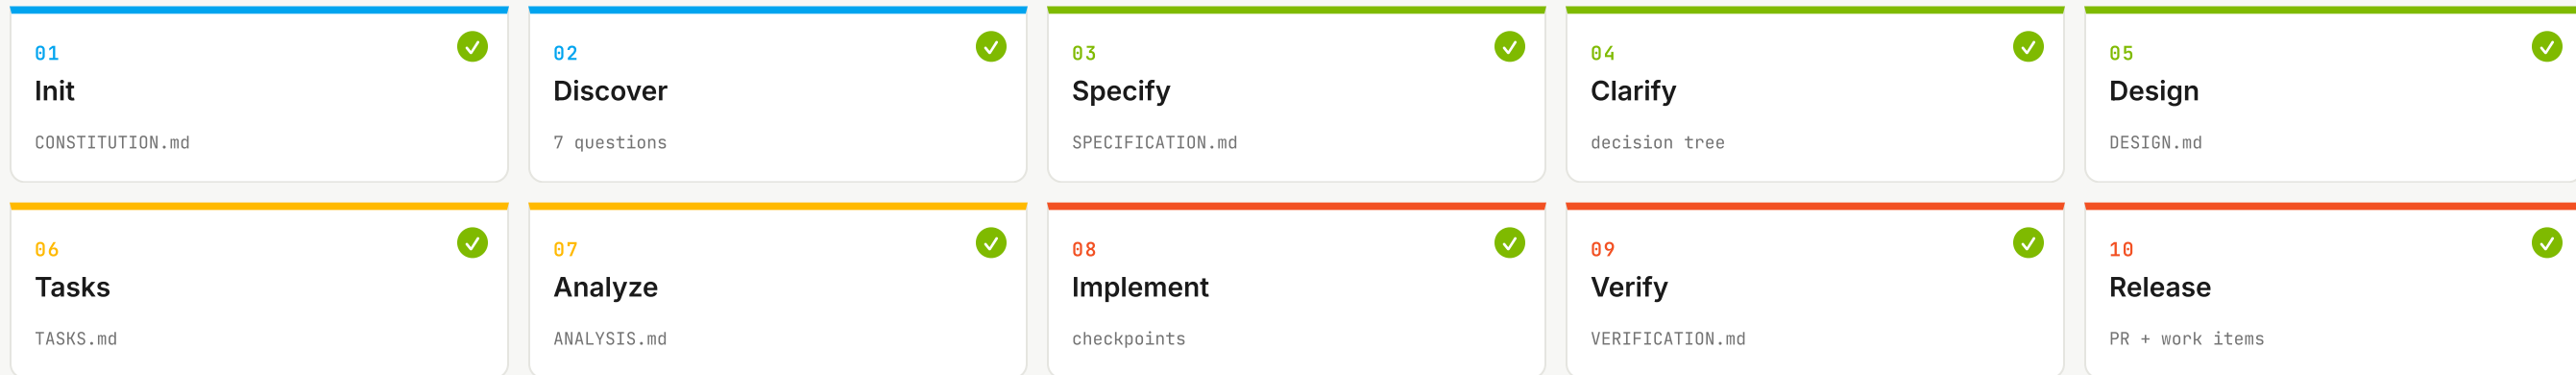 01
Init
CONSTITUTION.md
02
Discover
7 questions
03
Specify
SPECIFICATION.md
04
Clarify
decision tree
05
Design
DESIGN.md
06
Tasks
TASKS.md
07
Analyze
ANALYSIS.md
08
Implement
checkpoints
09
Verify
VERIFICATION.md
10
Release
PR + work items